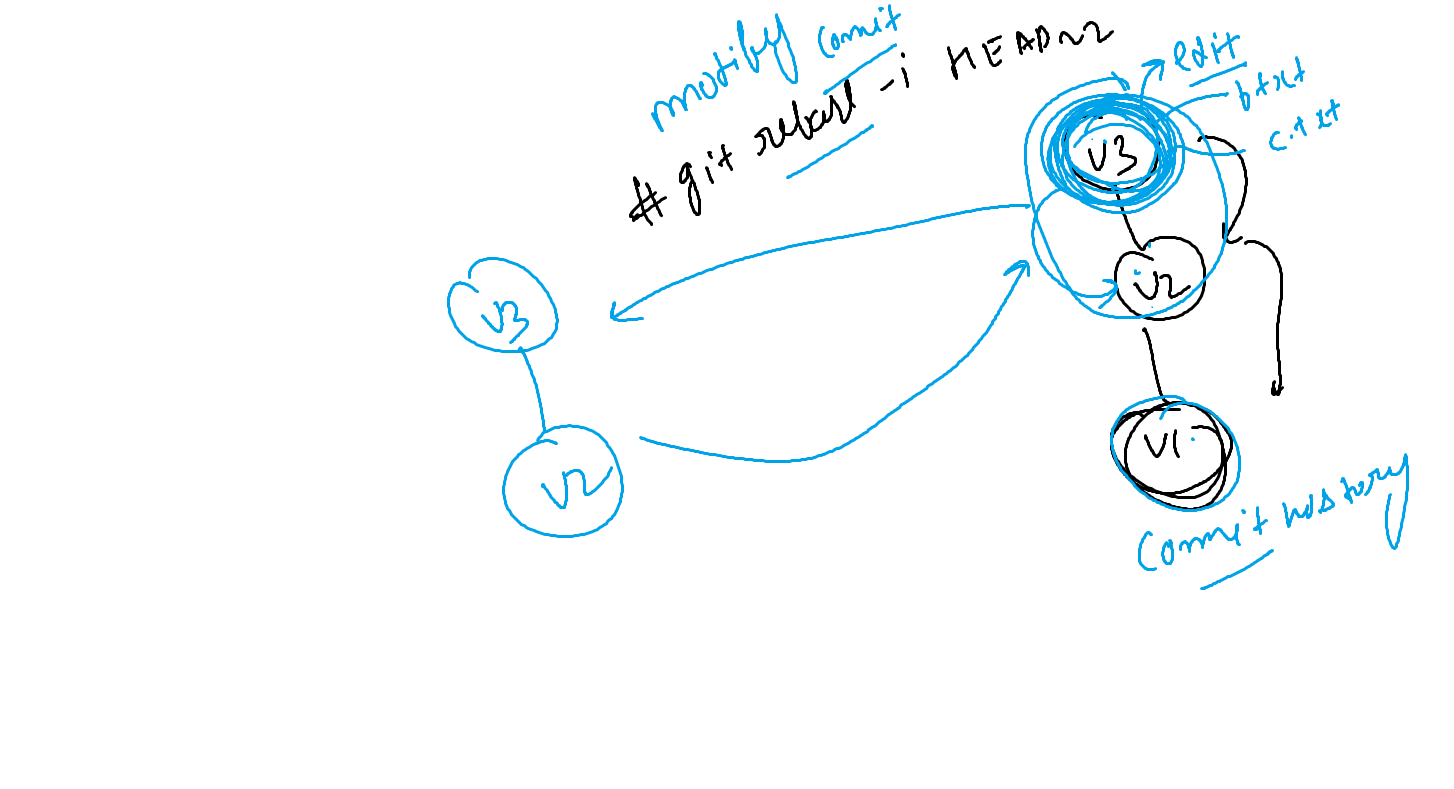 modify commit
# git rebase -i HEAD~2
edit
b.txt
c.txt
V3
V2
V1
V3
V2
Commit history